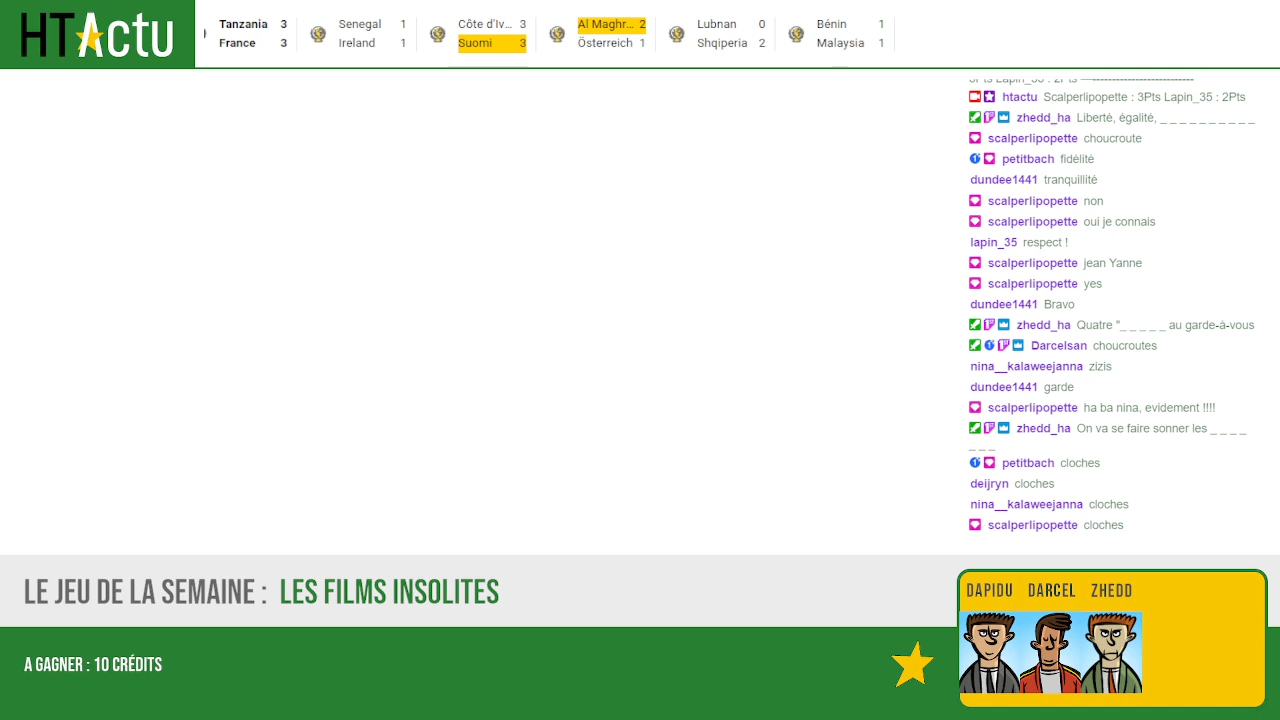 HTActu
Tanzania 3
France 3
Senegal 1
Ireland 1
Côte d'Iv... 3
Suomi 3
Al Maghr... 2
Österreich 1
Lubnan 0
Shqiperia 2
Bénin 1
Malaysia 1
3Pts Lapin_35 : 2Pts ----------------------------
htactu Scalperlipopette : 3Pts Lapin_35 : 2Pts
zhedd_ha Liberté, égalité, _ _ _ _ _ _ _ _ _ _
scalperlipopette choucroute
petitbach fidélité
dundee1441 tranquillité
scalperlipopette non
scalperlipopette oui je connais
lapin_35 respect !
scalperlipopette jean Yanne
scalperlipopette yes
dundee1441 Bravo
zhedd_ha Quatre "_ _ _ _ _ au garde-à-vous
Darcelsan choucroutes
nina__kalaweejanna zizis
dundee1441 garde
scalperlipopette ha ba nina, evidement !!!!
zhedd_ha On va se faire sonner les _ _ _ _
_ _ _
petitbach cloches
deijryn cloches
nina__kalaweejanna cloches
scalperlipopette cloches
LE JEU DE LA SEMAINE : LES FILMS INSOLITES
DAPIDU DARCEL ZHEDD
A GAGNER : 10 CRÉDITS